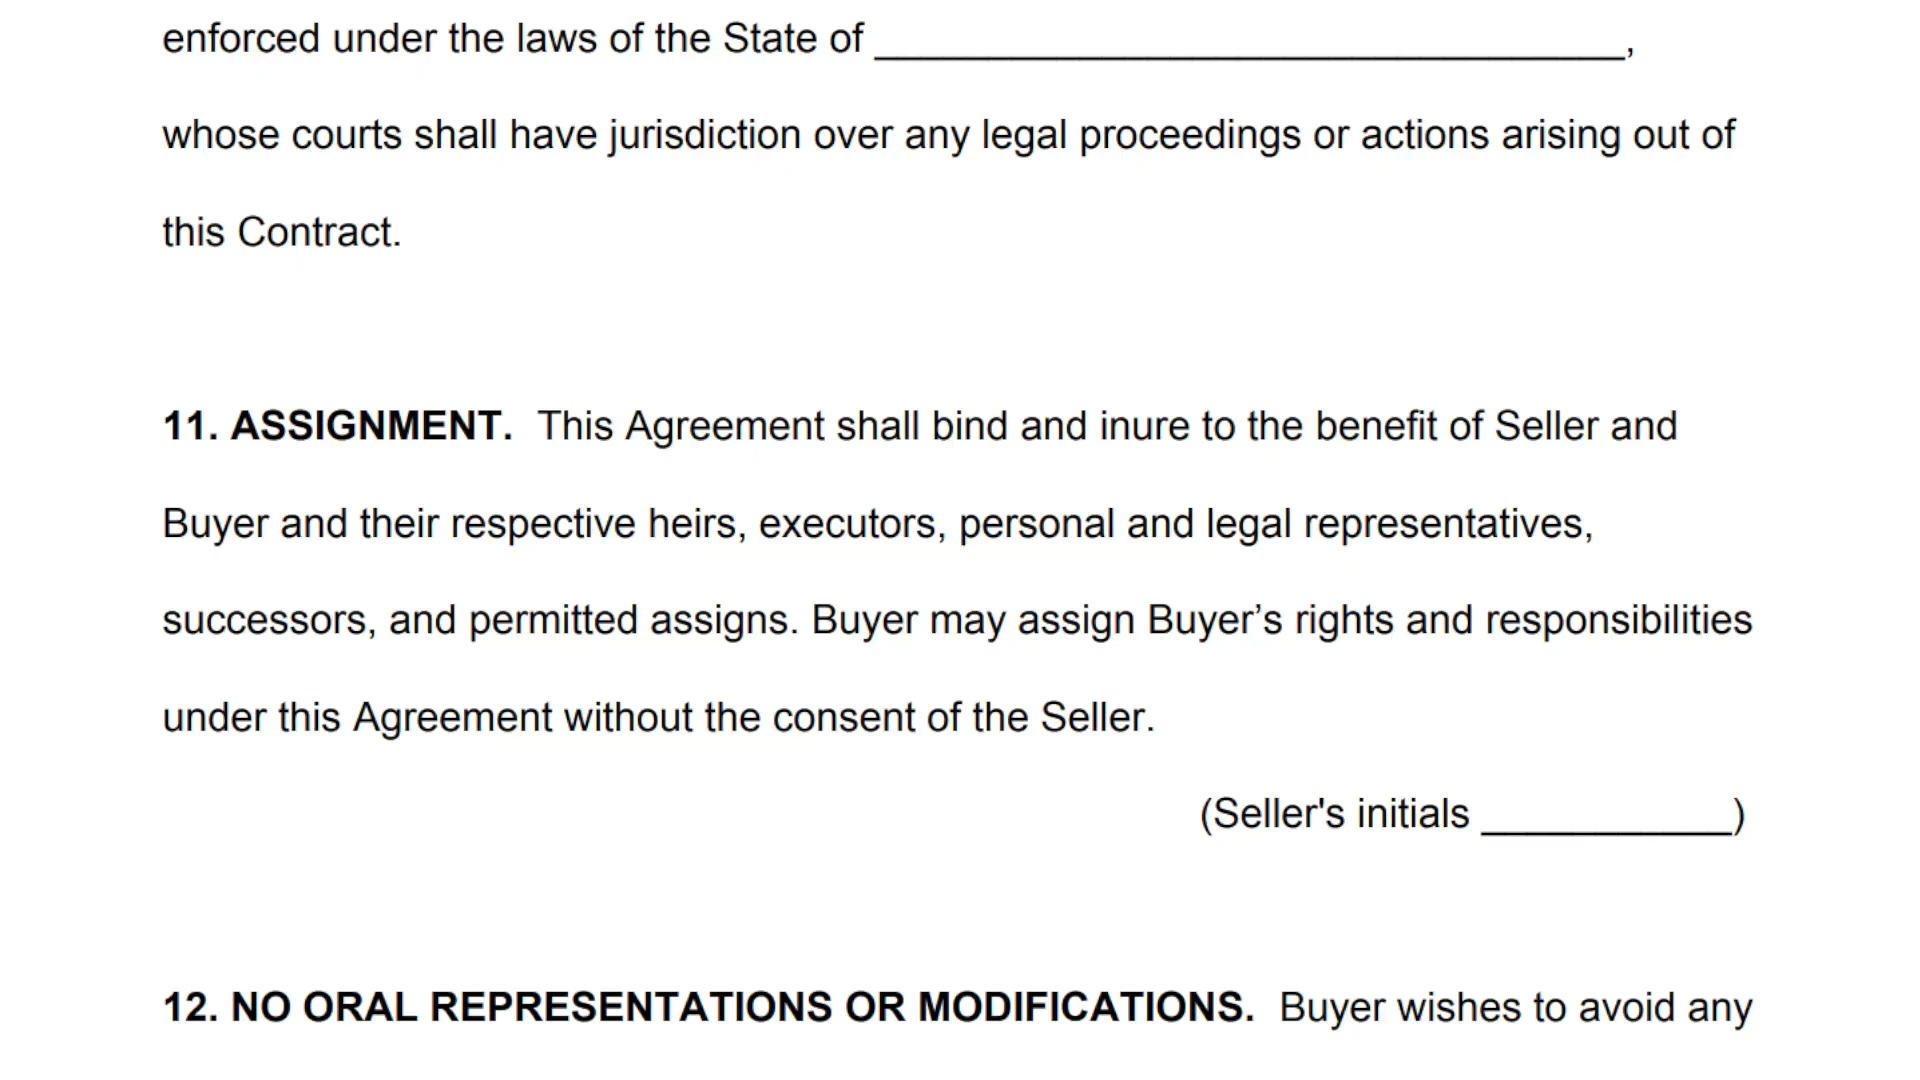 enforced under the laws of the State of _________________________________,
whose courts shall have jurisdiction over any legal proceedings or actions arising out of
this Contract.
11. ASSIGNMENT.  This Agreement shall bind and inure to the benefit of Seller and
Buyer and their respective heirs, executors, personal and legal representatives,
successors, and permitted assigns. Buyer may assign Buyer’s rights and responsibilities
under this Agreement without the consent of the Seller.
(Seller's initials ___________)
12. NO ORAL REPRESENTATIONS OR MODIFICATIONS.  Buyer wishes to avoid any